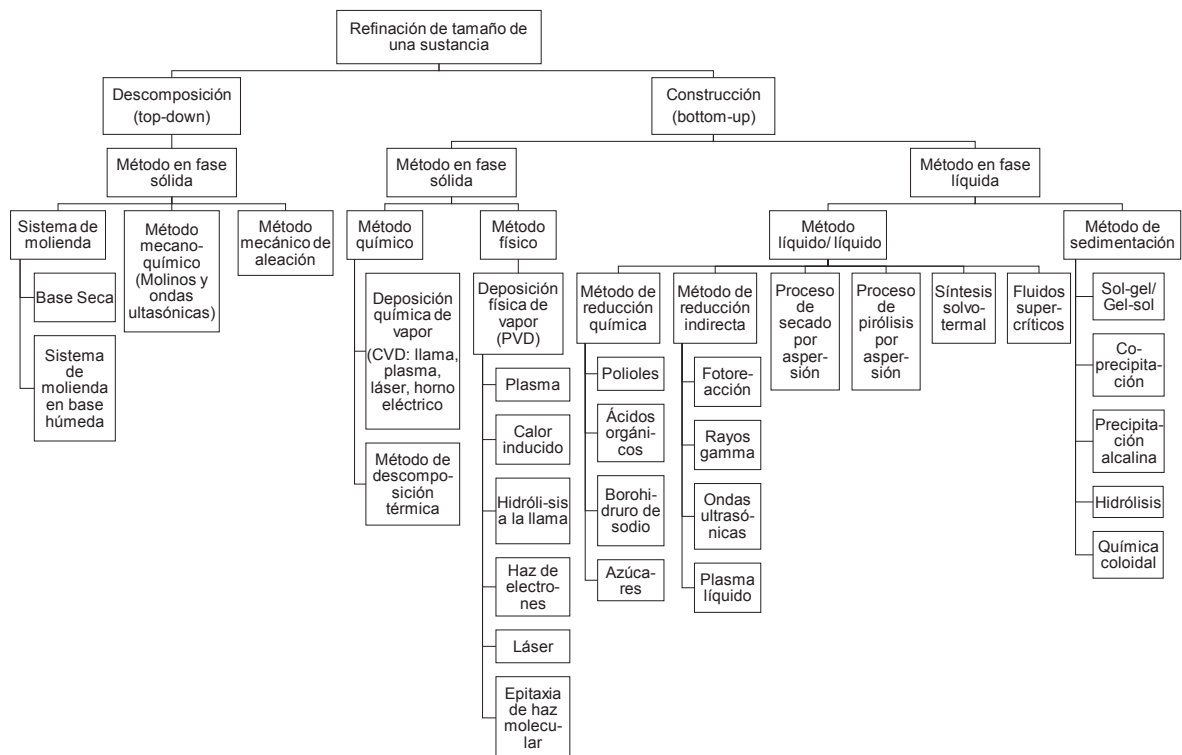 Refinación de tamaño de
una sustancia
Descomposición
(top-down)
Construcción
(bottom-up)
Método en fase
sólida
Método en fase
sólida
Método en fase
líquida
Sistema de
molienda
Método
mecano-
químico
(Molinos y
ondas
ultasónicas)
Método
mecánico de
aleación
Base Seca
Sistema
de
molienda
en base
húmeda
Método
químico
Método
físico
Deposición
química de
vapor
(CVD: llama,
plasma,
láser, horno
eléctrico
Método de
descompo-
sición
térmica
Deposición
física de
vapor
(PVD)
Plasma
Calor
inducido
Hidróli-sis
a la llama
Haz de
electro-
nes
Láser
Epitaxia
de haz
molecu-
lar
Método
líquido/ líquido
Método de
sedimentación
Método de
reducción
química
Método de
reducción
indirecta
Proceso
de
secado
por
aspersión
Proceso
de
pirólisis
por
asper-
sión
Síntesis
solvo-
termal
Fluidos
super-
críticos
Polioles
Ácidos
orgáni-
cos
Borohi-
druro de
sodio
Azúca-
res
Fotore-
acción
Rayos
gamma
Ondas
ultrasó-
nicas
Plasma
líquido
Sol-gel/
Gel-sol
Co-
precipita-
ción
Precipita-
ción
alcalina
Hidrólisis
Química
coloidal